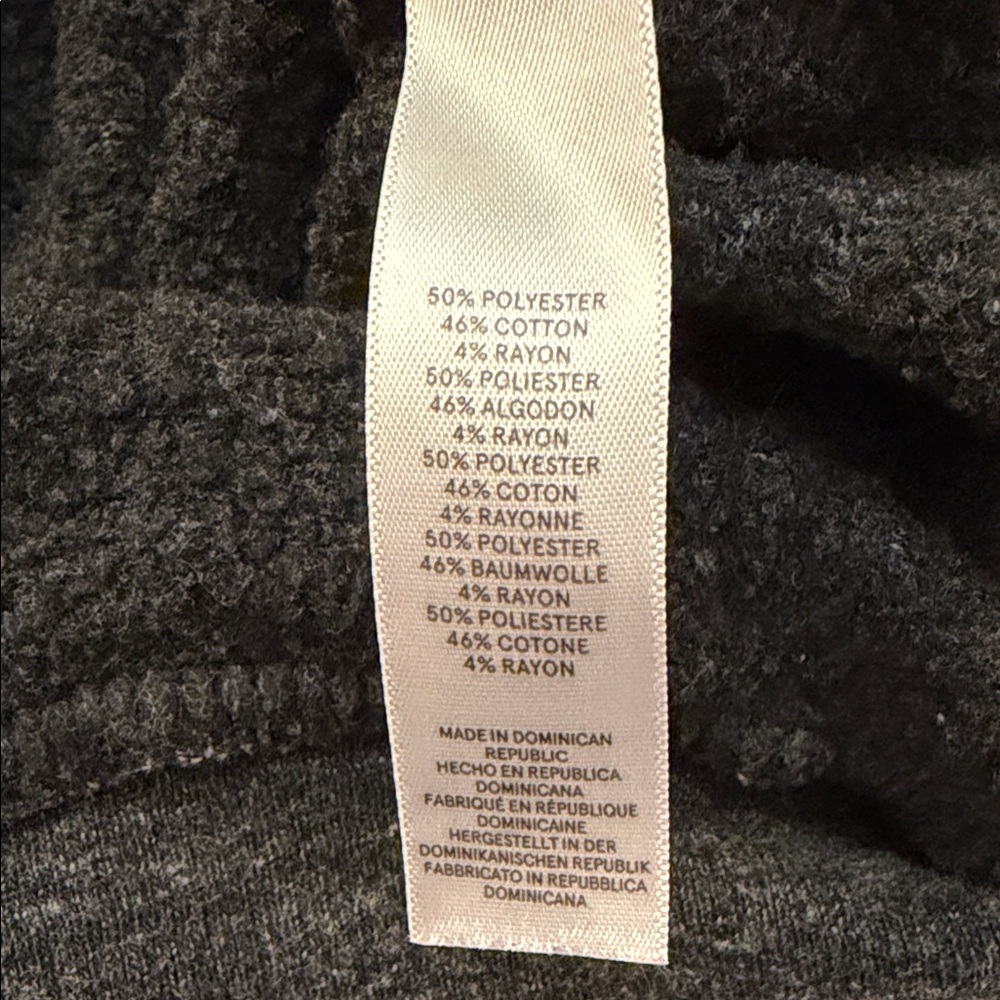 50% POLYESTER
46% COTTON
4% RAYON
50% POLIESTER
46% ALGODON
4% RAYON
50% POLYESTER
46% COTON
4% RAYONNE
50% POLYESTER
46% BAUMWOLLE
4% RAYON
50% POLIESTERE
46% COTONE
4% RAYON
MADE IN DOMINICAN
REPUBLIC
HECHO EN REPUBLICA
DOMINICANA
FABRIQUÉ EN RÉPUBLIQUE
DOMINICAINE
HERGESTELLT IN DER
DOMINIKANISCHEN REPUBLIK
FABBRICATO IN REPUBBLICA
DOMINICANA